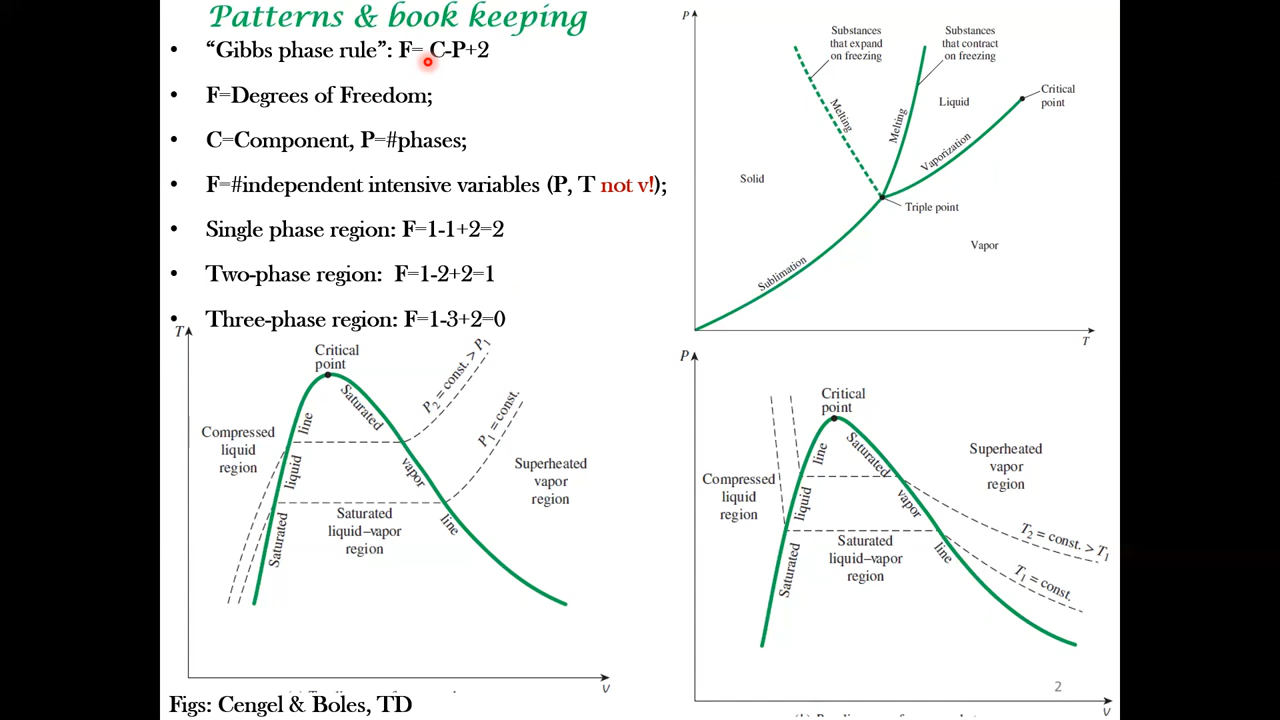 Patterns & book keeping
• “Gibbs phase rule”: F= C-P+2
• F=Degrees of Freedom;
• C=Component, P=#phases;
• F=#independent intensive variables (P, T not v!);
• Single phase region: F=1-1+2=2
• Two-phase region: F=1-2+2=1
• Three-phase region: F=1-3+2=0
P
Substances
that expand
on freezing
Substances
that contract
on freezing
Melting
Melting
Liquid
Critical
point
Vaporization
Solid
Triple point
Vapor
Sublimation
T
T
Critical
point
P2 = const. > P1
P1 = const.
Saturated
liquid
line
Saturated
vapor
line
Compressed
liquid
region
Superheated
vapor
region
Saturated
liquid–vapor
region
v
P
Critical
point
Saturated
liquid
line
Saturated
vapor
line
Compressed
liquid
region
Superheated
vapor
region
Saturated
liquid–vapor
region
T2 = const. > T1
T1 = const.
v
2
Figs: Cengel & Boles, TD